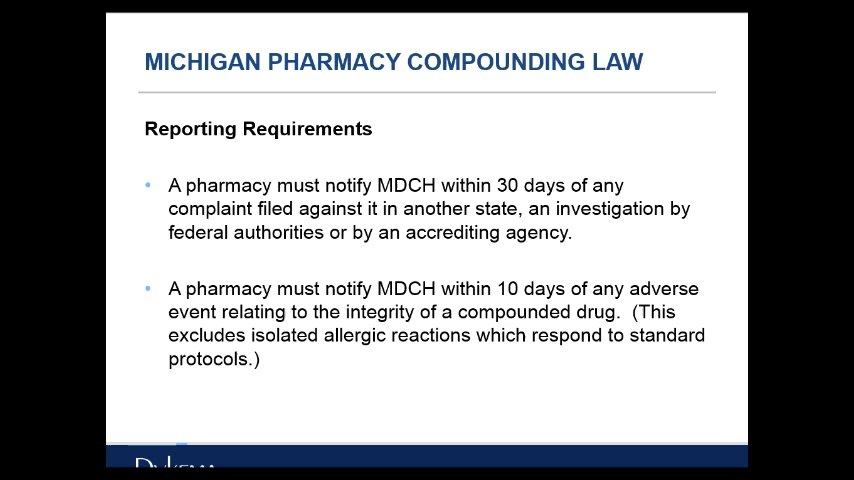 MICHIGAN PHARMACY COMPOUNDING LAW
Reporting Requirements
• A pharmacy must notify MDCH within 30 days of any
complaint filed against it in another state, an investigation by
federal authorities or by an accrediting agency.
• A pharmacy must notify MDCH within 10 days of any adverse
event relating to the integrity of a compounded drug. (This
excludes isolated allergic reactions which respond to standard
protocols.)